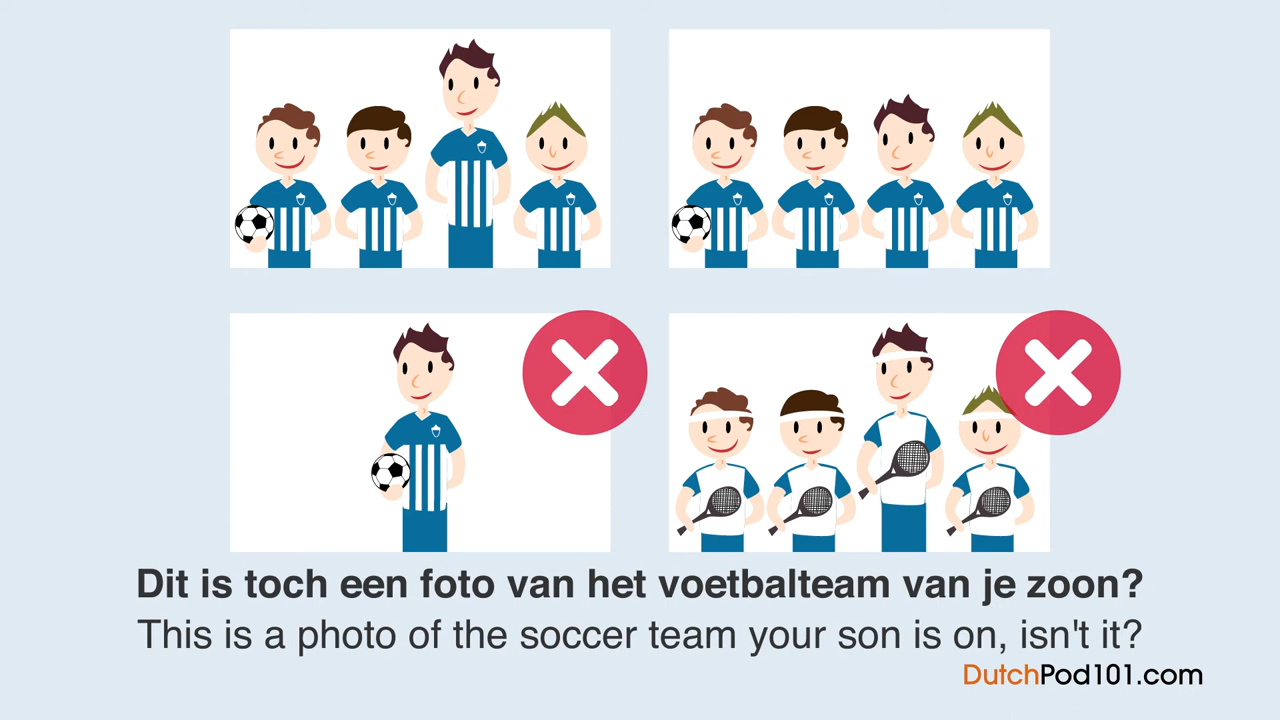 Dit is toch een foto van het voetbalteam van je zoon?
This is a photo of the soccer team your son is on, isn't it?
DutchPod101.com